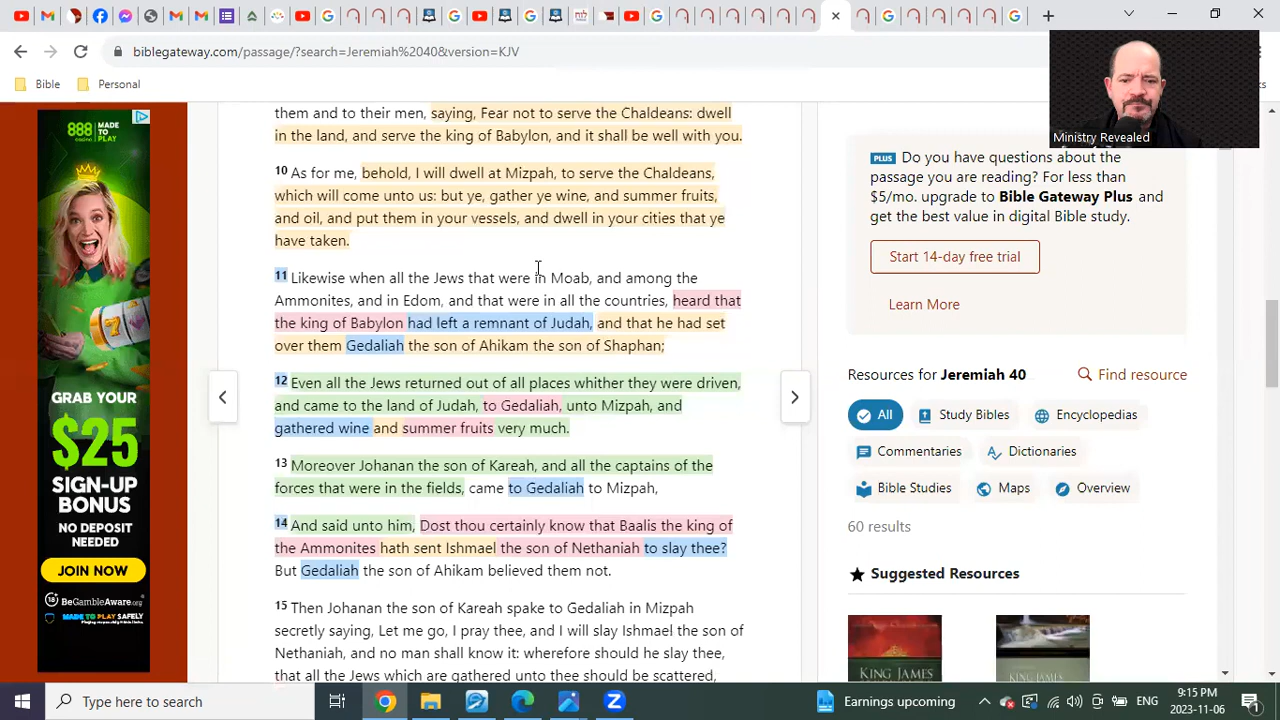 biblegateway.com/passage/?search=Jeremiah%2040&version=KJV
Bible
Personal
Ministry Revealed
them and to their men, saying, Fear not to serve the Chaldeans: dwell
in the land, and serve the king of Babylon, and it shall be well with you.
10 As for me, behold, I will dwell at Mizpah, to serve the Chaldeans,
which will come unto us: but ye, gather ye wine, and summer fruits,
and oil, and put them in your vessels, and dwell in your cities that ye
have taken.
11 Likewise when all the Jews that were in Moab, and among the
Ammonites, and in Edom, and that were in all the countries, heard that
the king of Babylon had left a remnant of Judah, and that he had set
over them Gedaliah the son of Ahikam the son of Shaphan;
12 Even all the Jews returned out of all places whither they were driven,
and came to the land of Judah, to Gedaliah, unto Mizpah, and
gathered wine and summer fruits very much.
13 Moreover Johanan the son of Kareah, and all the captains of the
forces that were in the fields, came to Gedaliah to Mizpah,
14 And said unto him, Dost thou certainly know that Baalis the king of
the Ammonites hath sent Ishmael the son of Nethaniah to slay thee?
But Gedaliah the son of Ahikam believed them not.
15 Then Johanan the son of Kareah spake to Gedaliah in Mizpah
secretly saying, Let me go, I pray thee, and I will slay Ishmael the son of
Nethaniah, and no man shall know it: wherefore should he slay thee,
that all the Jews which are gathered unto thee should be scattered,
888 MADE TO PLAY
casino
7
GRAB YOUR
$25
SIGN-UP
BONUS
NO DEPOSIT
NEEDED
JOIN NOW
18+ BeGambleAware.org
MADE TO PLAY SAFELY
PLUS Do you have questions about the
passage you are reading? For less than
$5/mo. upgrade to Bible Gateway Plus and
get the best value in digital Bible study.
Start 14-day free trial
Learn More
Resources for Jeremiah 40
Find resource
All
Study Bibles
Encyclopedias
Commentaries
Dictionaries
Bible Studies
Maps
Overview
60 results
Suggested Resources
KING JAMES
KING JAMES
Type here to search
Earnings upcoming
ENG
9:15 PM
2023-11-06